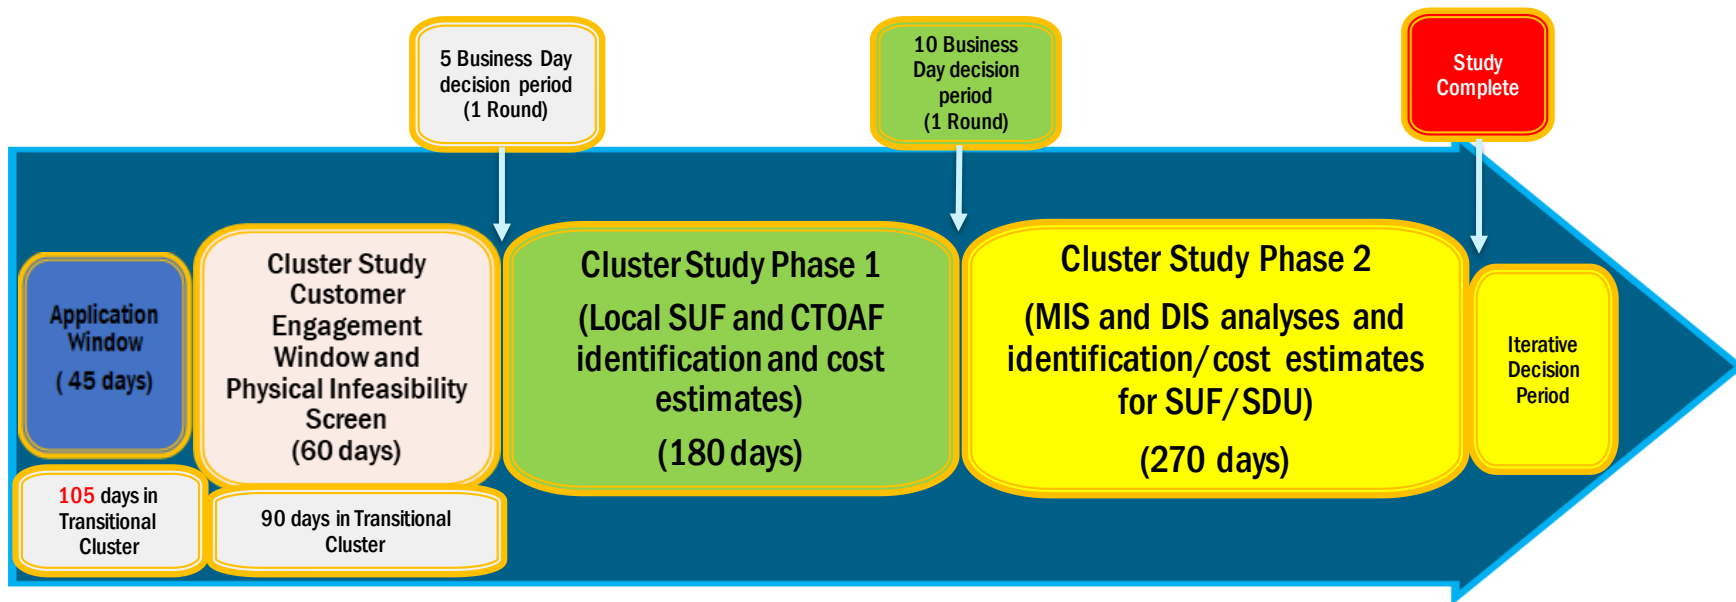 5 Business Day
decision period
(1 Round)
10 Business
Day decision
period
(1 Round)
Study
Complete
Application
Window
( 45 days)
Cluster Study
Customer
Engagement
Window and
Physical Infeasibility
Screen
(60 days)
Cluster Study Phase 1
(Local SUF and CTOAF
identification and cost
estimates)
(180 days)
Cluster Study Phase 2
(MIS and DIS analyses and
identification/cost estimates
for SUF/SDU)
(270 days)
Iterative
Decision
Period
105 days in
Transitional
Cluster
90 days in Transitional
Cluster